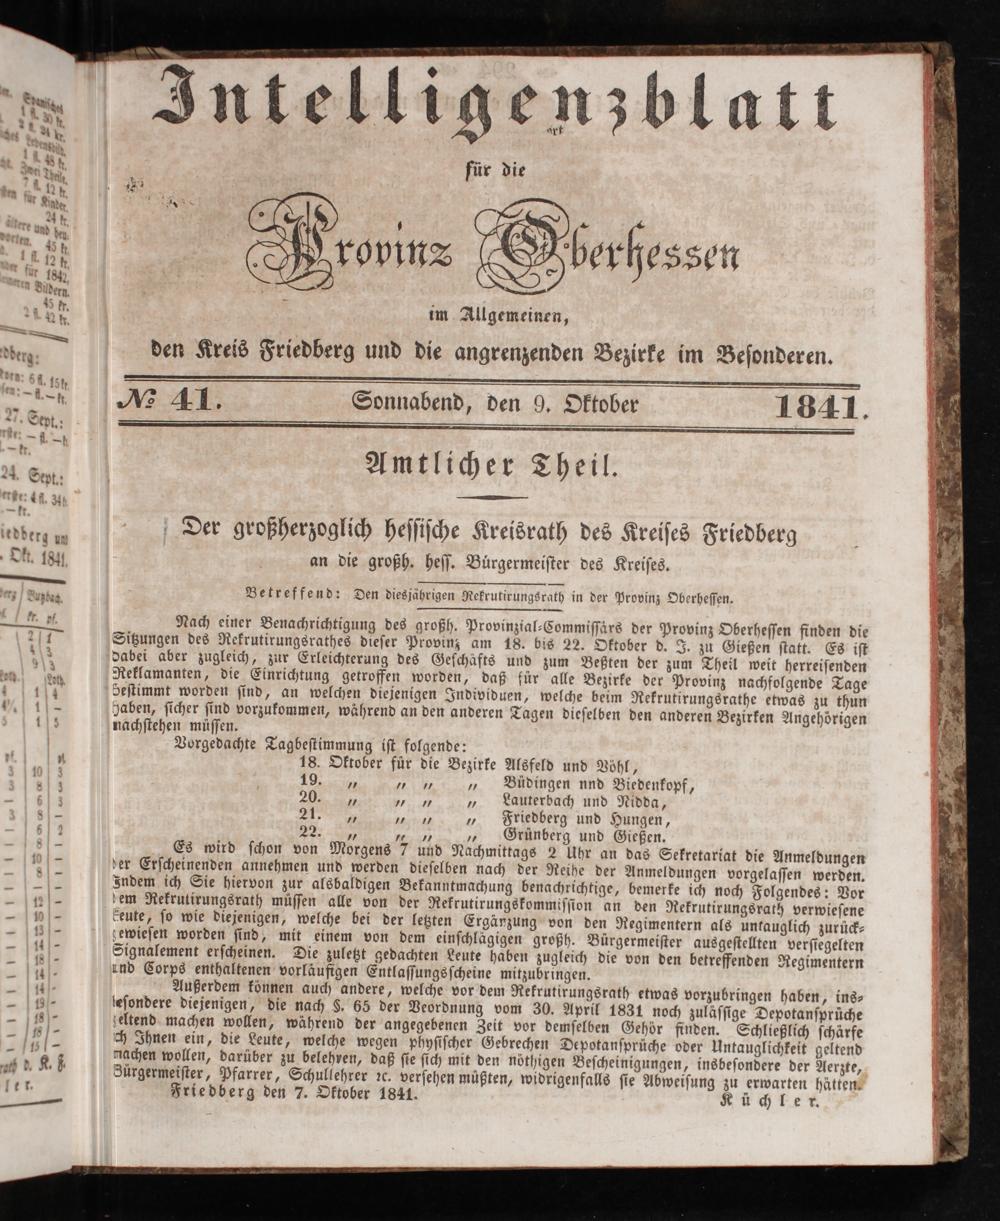 Intelligenzblatt
für die
Provinz Oberhessen
im Allgemeinen,
den Kreis Friedberg und die angrenzenden Bezirke im Besonderen.
№ 41. Sonnabend, den 9. Oktober 1841.
Amtlicher Theil.
Der großherzoglich hessische Kreisrath des Kreises Friedberg
an die großh. hess. Bürgermeister des Kreises.
Betreffend: Den diesjährigen Rekrutirungsrath in der Provinz Oberhessen.
Nach einer Benachrichtigung des großh. Provinzial-Commissärs der Provinz Oberhessen finden die
Sitzungen des Rekrutirungsrathes dieser Provinz am 18. bis 22. Oktober d. J. zu Gießen statt. Es ist
dabei aber zugleich, zur Erleichterung des Geschäfts und zum Beßten der zum Theil weit herreisenden
Reklamanten, die Einrichtung getroffen worden, daß für alle Bezirke der Provinz nachfolgende Tage
bestimmt worden sind, an welchen diejenigen Individuen, welche beim Rekrutirungsrathe etwas zu thun
haben, sicher sind vorzukommen, während an den anderen Tagen dieselben den anderen Bezirken Angehörigen
nachstehen müssen.
Vorgedachte Tagbestimmung ist folgende:
18. Oktober für die Bezirke Alsfeld und Vöhl,
19. „ „ „ „ Büdingen nnd Biedenkopf,
20. „ „ „ „ Lauterbach und Nidda,
21. „ „ „ „ Friedberg und Hungen,
22. „ „ „ „ Grünberg und Gießen.
Es wird schon von Morgens 7 und Nachmittags 2 Uhr an das Sekretariat die Anmeldungen
der Erscheinenden annehmen und werden dieselben nach der Reihe der Anmeldungen vorgelassen werden.
Indem ich Sie hiervon zur alsbaldigen Bekanntmachung benachrichtige, bemerke ich noch Folgendes: Vor
dem Rekrutirungsrath müssen alle von der Rekrutirungskommission an den Rekrutirungsrath verwiesene
Leute, so wie diejenigen, welche bei der letzten Ergänzung von den Regimentern als untauglich zurück-
gewiesen worden sind, mit einem von dem einschlägigen großh. Bürgermeister ausgestellten versiegelten
Signalement erscheinen. Die zuletzt gedachten Leute haben zugleich die von den betreffenden Regimentern
und Corps enthaltenen vorläufigen Entlassungsscheine mitzubringen.
Außerdem können auch andere, welche vor dem Rekrutirungsrath etwas vorzubringen haben, ins-
besondere diejenigen, die nach §. 65 der Veordnung vom 30. April 1831 noch zulässige Depotansprüche
geltend machen wollen, während der angegebenen Zeit vor demselben Gehör finden. Schließlich schärfe
ich Ihnen ein, die Leute, welche wegen physischer Gebrechen Depotansprüche oder Untauglichkeit geltend
machen wollen, darüber zu belehren, daß sie sich mit den nöthigen Bescheinigungen, insbesondere der Aerzte,
Bürgermeister, Pfarrer, Schullehrer ꝛc. versehen müßten, widrigenfalls sie Abweisung zu erwarten hätten.
Friedberg den 7. Oktober 1841. Küchler.